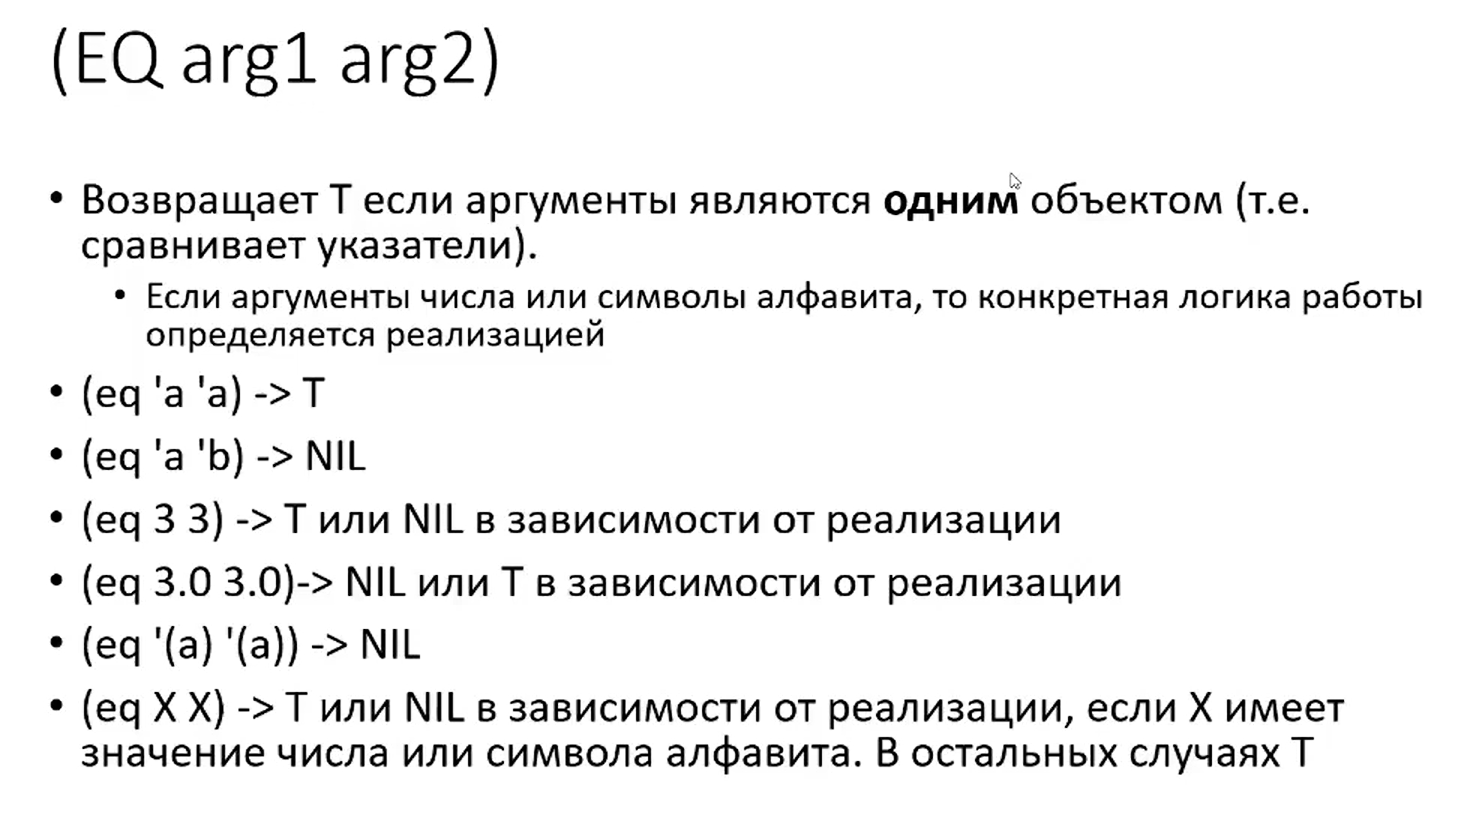 (EQ arg1 arg2)
• Возвращает T если аргументы являются одним объектом (т.е.
сравнивает указатели).
• Если аргументы числа или символы алфавита, то конкретная логика работы
определяется реализацией
• (eq 'a 'a) -> T
• (eq 'a 'b) -> NIL
• (eq 3 3) -> T или NIL в зависимости от реализации
• (eq 3.0 3.0)-> NIL или T в зависимости от реализации
• (eq '(a) '(a)) -> NIL
• (eq X X) -> T или NIL в зависимости от реализации, если X имеет
значение числа или символа алфавита. В остальных случаях T